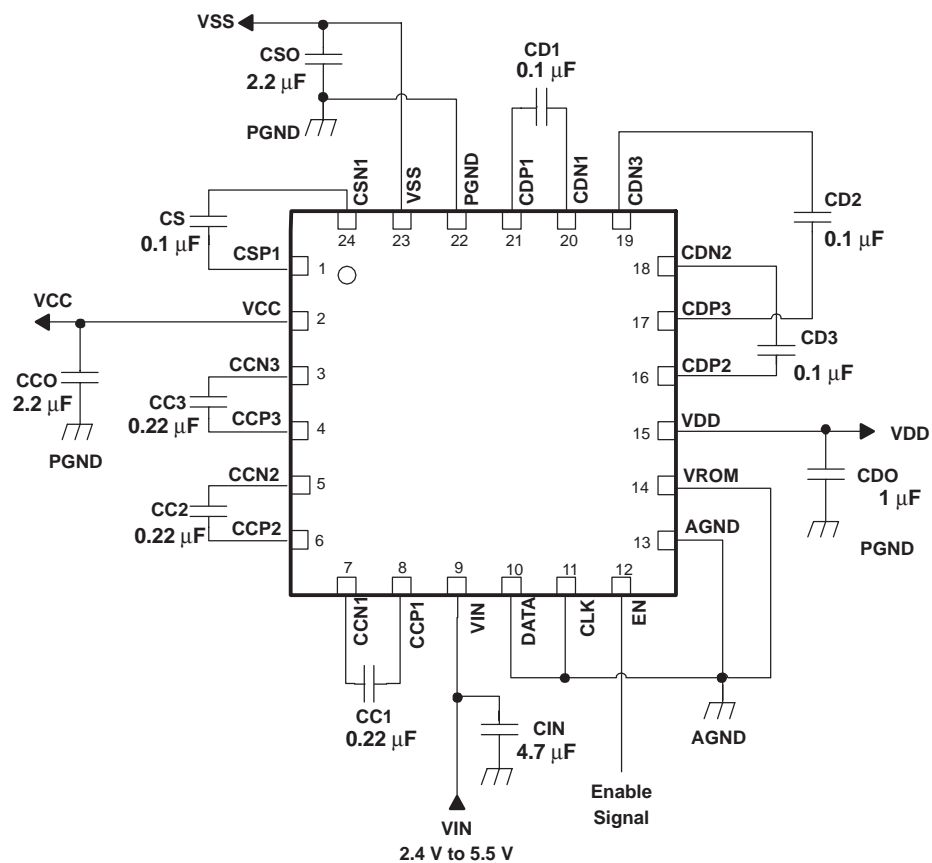 VSS
CSO
2.2 μF
PGND
CD1
0.1 μF
CSN1
VSS
PGND
CDP1
CDN1
CDN3
CS
0.1 μF
CD2
0.1 μF
24
23
22
21
20
19
CSP1
1
18
CDN2
VCC
VCC
2
17
CDP3
CCN3
3
16
CDP2
CD3
0.1 μF
CCO
2.2 μF
CC3
0.22 μF
CCP3
4
15
VDD
VDD
PGND
CCN2
5
14
VROM
CDO
1 μF
CC2
0.22 μF
CCP2
6
13
AGND
PGND
7
8
9
10
11
12
CCN1
CCP1
VIN
DATA
CLK
EN
CC1
0.22 μF
CIN
4.7 μF
AGND
Enable
Signal
VIN
2.4 V to 5.5 V